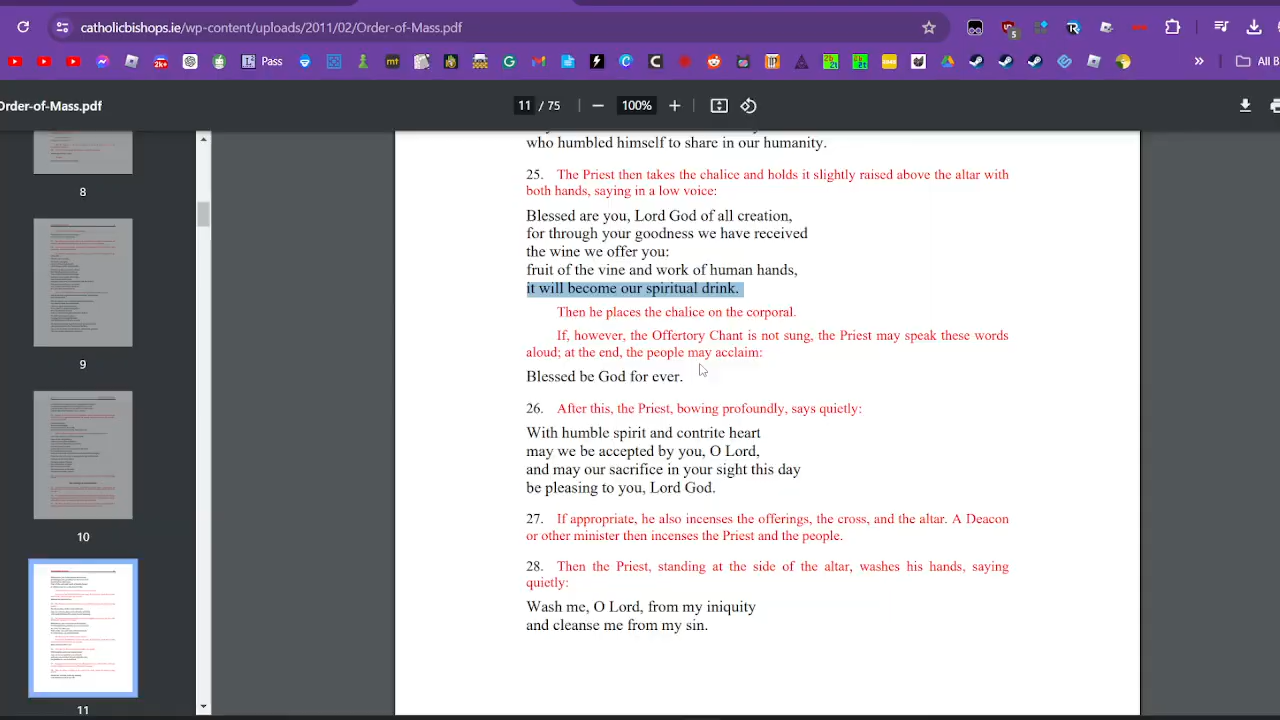 catholicbishops.ie/wp-content/uploads/2011/02/Order-of-Mass.pdf
Pass
All B
Order-of-Mass.pdf
11 / 75
100%
8
9
10
11
who humbled himself to share in our humanity.
25. The Priest then takes the chalice and holds it slightly raised above the altar with
both hands, saying in a low voice:
Blessed are you, Lord God of all creation,
for through your goodness we have received
the wine we offer you:
fruit of the vine and work of human hands,
it will become our spiritual drink.
Then he places the chalice on the corporal.
If, however, the Offertory Chant is not sung, the Priest may speak these words
aloud; at the end, the people may acclaim:
Blessed be God for ever.
26. After this, the Priest, bowing profoundly, says quietly:
With humble spirit and contrite heart
may we be accepted by you, O Lord,
and may our sacrifice in your sight this day
be pleasing to you, Lord God.
27. If appropriate, he also incenses the offerings, the cross, and the altar. A Deacon
or other minister then incenses the Priest and the people.
28. Then the Priest, standing at the side of the altar, washes his hands, saying
quietly:
Wash me, O Lord, from my iniquity
and cleanse me from my sin.